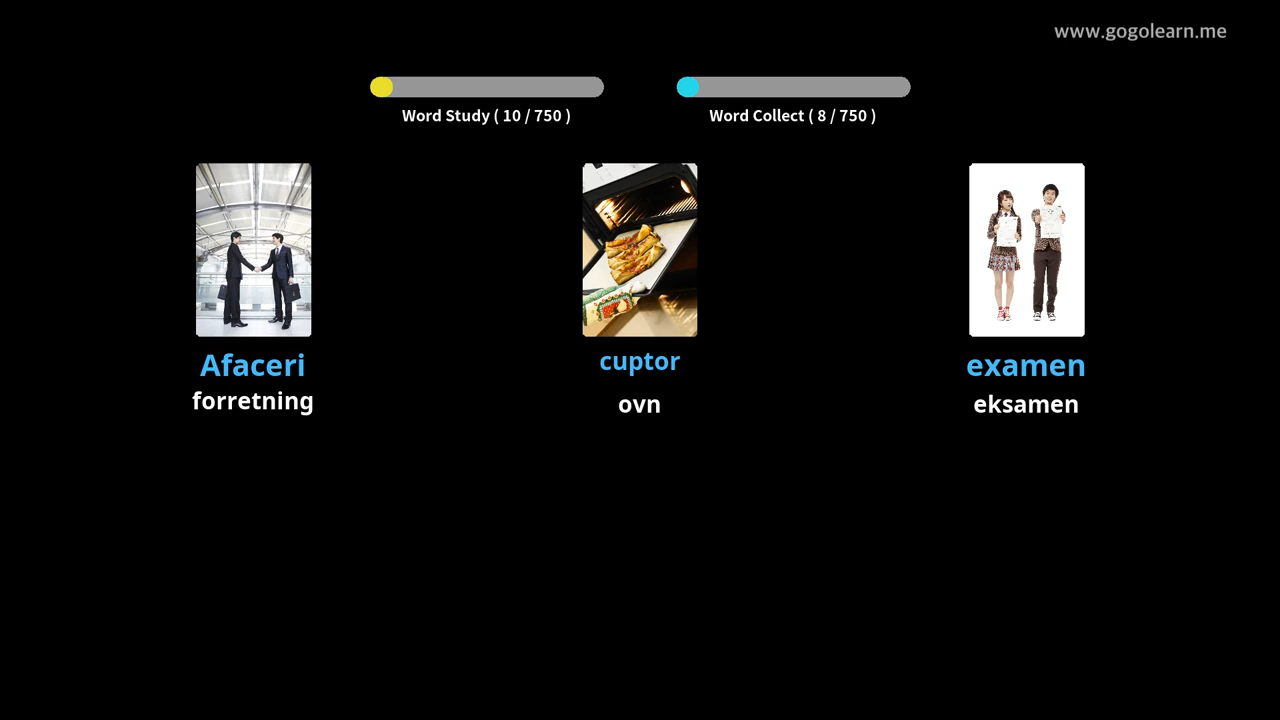 www.gogolearn.me
Word Study ( 10 / 750 )
Word Collect ( 8 / 750 )
Afaceri
forretning
cuptor
ovn
examen
eksamen